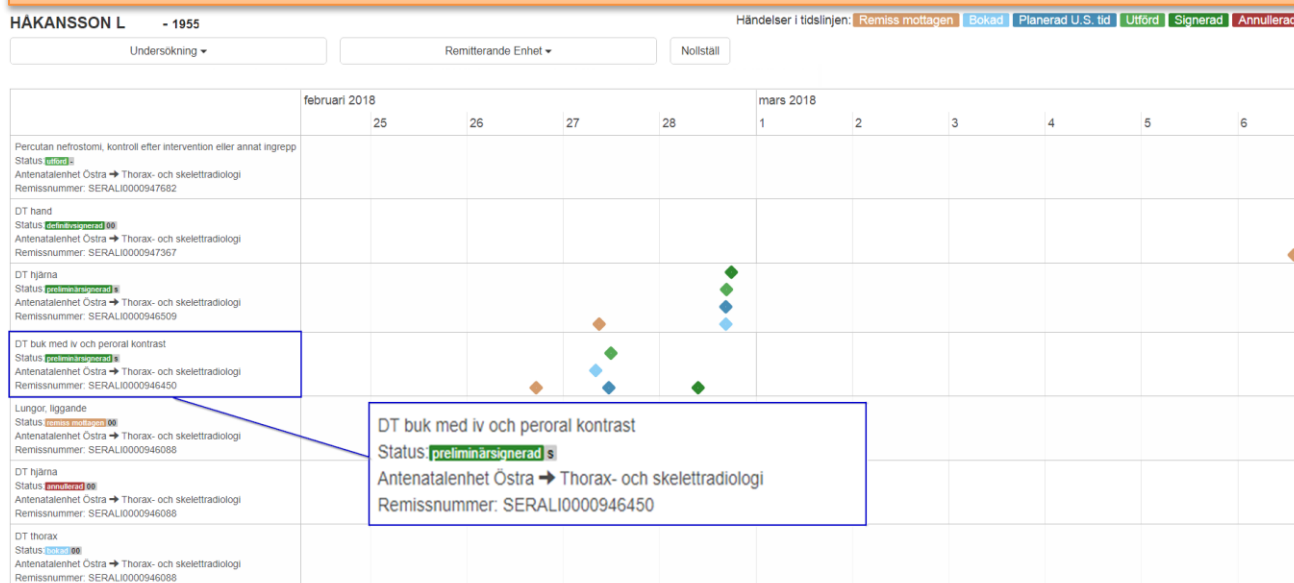 HÅKANSSON L - 1955
Händelser i tidslinjen: Remiss mottagen Bokad Planerad U.S. tid Utförd Signerad Annullerad
Undersökning
Remitterande Enhet
Nollställ
februari 2018
mars 2018
25 26 27 28 1 2 3 4 5 6
Percutan nefrostomi, kontroll efter intervention eller annat ingrepp
Status: utförd -
Antenatalenhet Östra → Thorax- och skelettradiologi
Remissnummer: SERALI0000947682
DT hand
Status: definitivsignerad 00
Antenatalenhet Östra → Thorax- och skelettradiologi
Remissnummer: SERALI0000947367
DT hjärna
Status: preliminärsignerad s
Antenatalenhet Östra → Thorax- och skelettradiologi
Remissnummer: SERALI0000946509
DT buk med iv och peroral kontrast
Status: preliminärsignerad s
Antenatalenhet Östra → Thorax- och skelettradiologi
Remissnummer: SERALI0000946450
Lungor, liggande
Status: remiss mottagen 00
Antenatalenhet Östra → Thorax- och skelettradiologi
Remissnummer: SERALI0000946088
DT hjärna
Status: annullerad 00
Antenatalenhet Östra → Thorax- och skelettradiologi
Remissnummer: SERALI0000946088
DT thorax
Status: bokad 00
Antenatalenhet Östra → Thorax- och skelettradiologi
Remissnummer: SERALI0000946088
DT buk med iv och peroral kontrast
Status: preliminärsignerad s
Antenatalenhet Östra → Thorax- och skelettradiologi
Remissnummer: SERALI0000946450